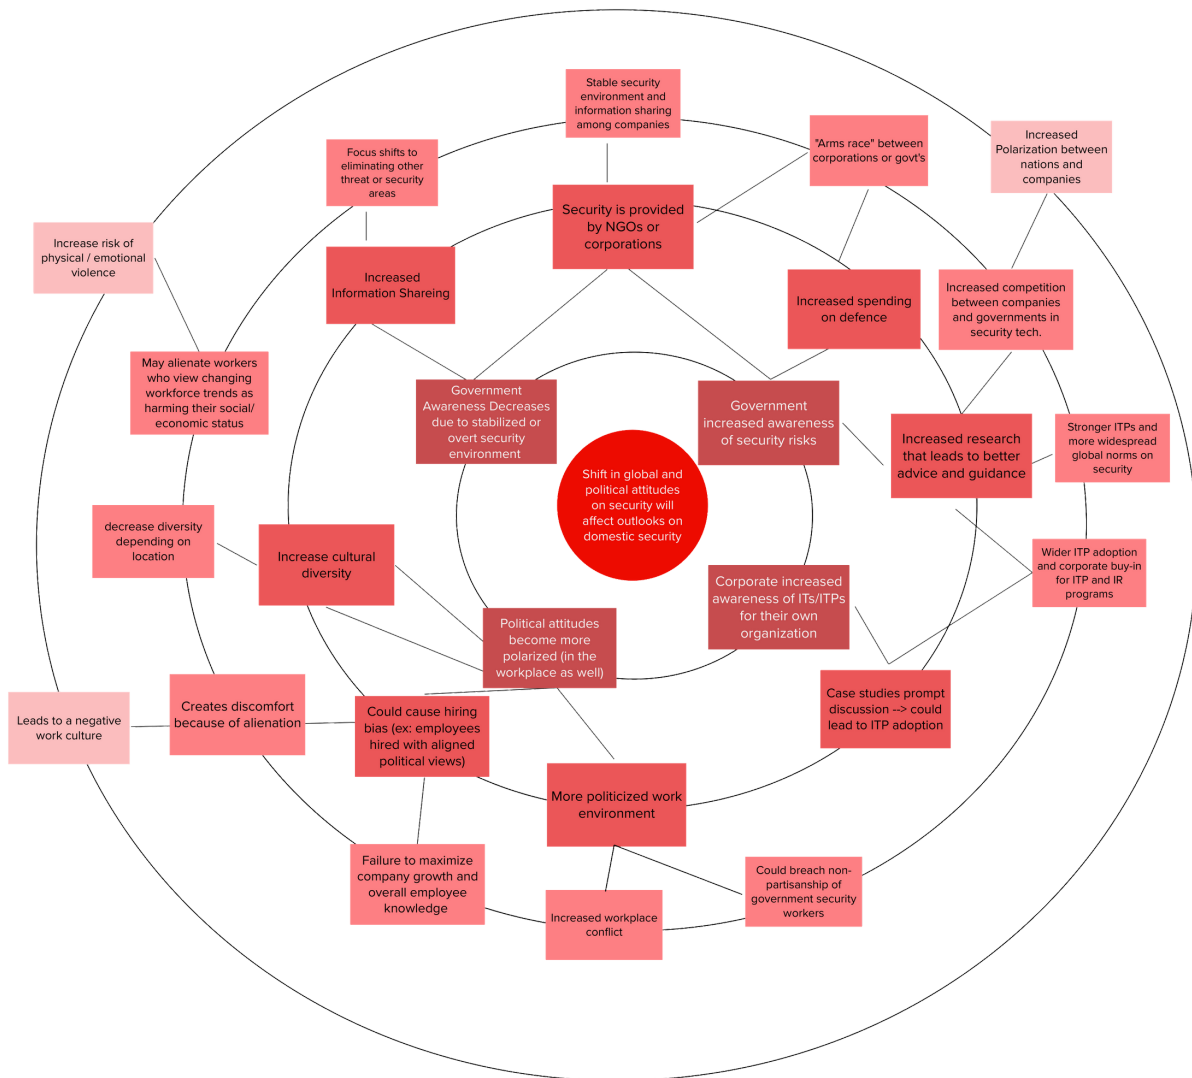 Stable security
environment and
information sharing
among companies
"Arms race" between
corporations or govt's
Increased
Polarization between
nations and
companies
Focus shifts to
eliminating other
threat or security
areas
Security is provided
by NGOs or
corporations
Increase risk of
physical / emotional
violence
Increased
Information Shareing
Increased spending
on defence
Increased competition
between companies
and governments in
security tech.
May alienate workers
who view changing
workforce trends as
harming their social/
economic status
Government
Awareness Decreases
due to stabilized or
overt security
environment
Government
increased awareness
of security risks
Increased research
that leads to better
advice and guidance
Stronger ITPs and
more widespread
global norms on
security
Shift in global and
political attitudes
on security will
affect outlooks on
domestic security
decrease diversity
depending on
location
Increase cultural
diversity
Wider ITP adoption
and corporate buy-in
for ITP and IR
programs
Corporate increased
awareness of ITs/ITPs
for their own
organization
Political attitudes
become more
polarized (in the
workplace as well)
Leads to a negative
work culture
Creates discomfort
because of alienation
Could cause hiring
bias (ex: employees
hired with aligned
political views)
Case studies prompt
discussion --> could
lead to ITP adoption
More politicized work
environment
Failure to maximize
company growth and
overall employee
knowledge
Increased workplace
conflict
Could breach non-
partisanship of
government security
workers